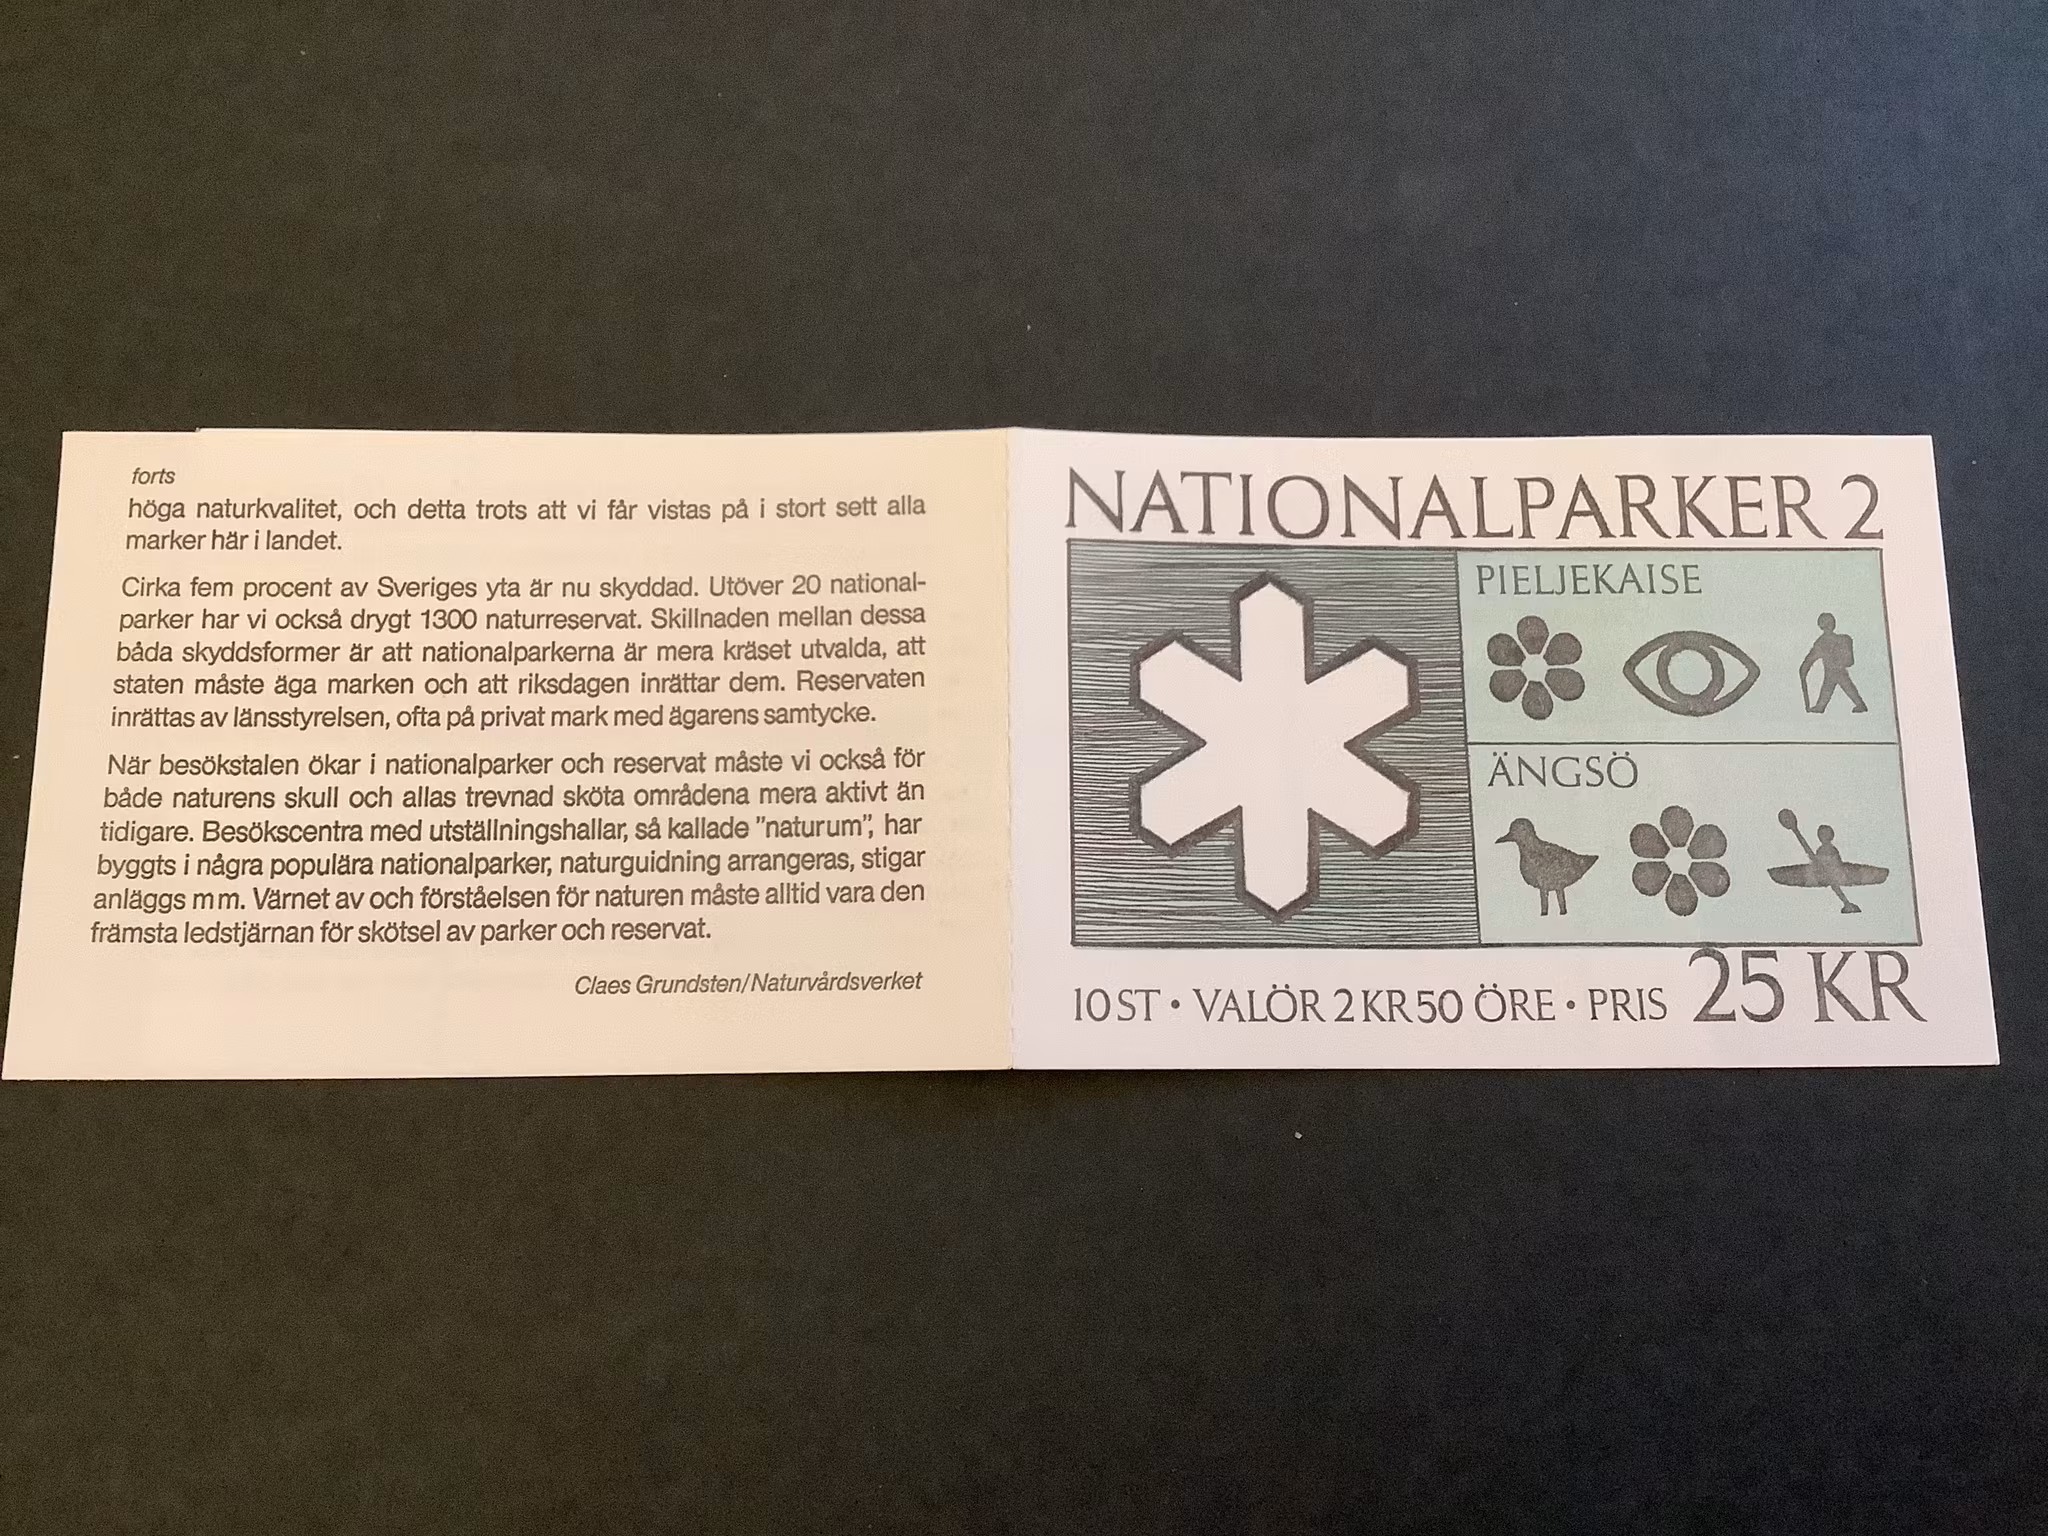 forts
höga naturkvalitet, och detta trots att vi får vistas på i stort sett alla
marker här i landet.
Cirka fem procent av Sveriges yta är nu skyddad. Utöver 20 national-
parker har vi också drygt 1300 naturreservat. Skillnaden mellan dessa
båda skyddsformer är att nationalparkerna är mera kräset utvalda, att
staten måste äga marken och att riksdagen inrättar dem. Reservaten
inrättas av länsstyrelsen, ofta på privat mark med ägarens samtycke.
När besökstalen ökar i nationalparker och reservat måste vi också för
både naturens skull och allas trevnad sköta områdena mera aktivt än
tidigare. Besökscentra med utställningshallar, så kallade "naturum", har
byggts i några populära nationalparker, naturguidning arrangeras, stigar
anläggs m m. Värnet av och förståelsen för naturen måste alltid vara den
främsta ledstjärnan för skötsel av parker och reservat.
Claes Grundsten/Naturvårdsverket
NATIONALPARKER 2
PIELJEKAISE
ÄNGSÖ
10 ST • VALÖR 2 KR 50 ÖRE • PRIS 25 KR